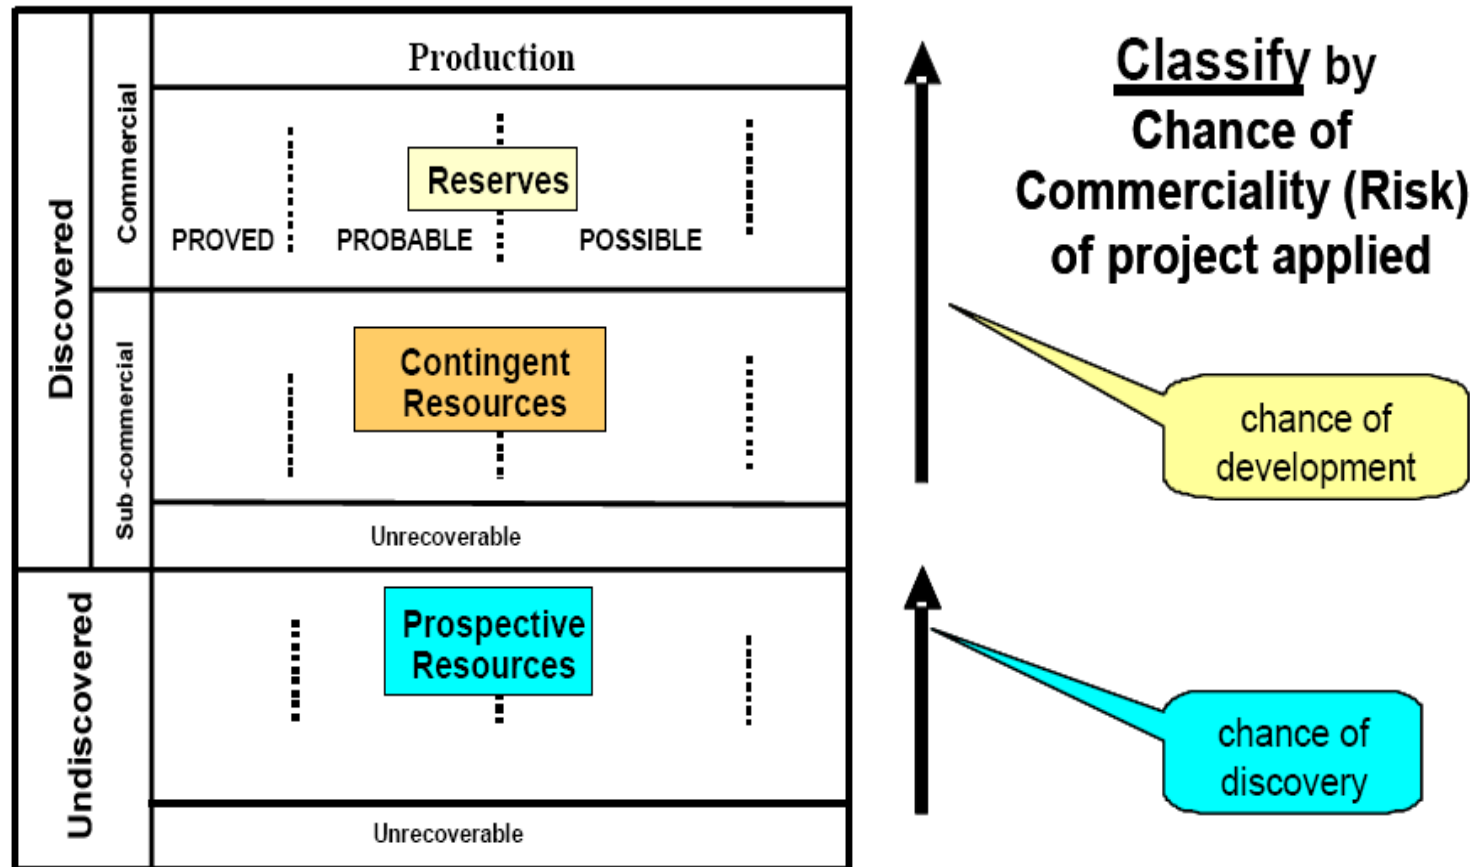 Production
Reserves
PROVED
PROBABLE
POSSIBLE
Contingent
Resources
Unrecoverable
Prospective
Resources
Unrecoverable
Discovered
Commercial
Sub-commercial
Undiscovered
Classify by
Chance of
Commerciality (Risk)
of project applied
chance of
development
chance of
discovery